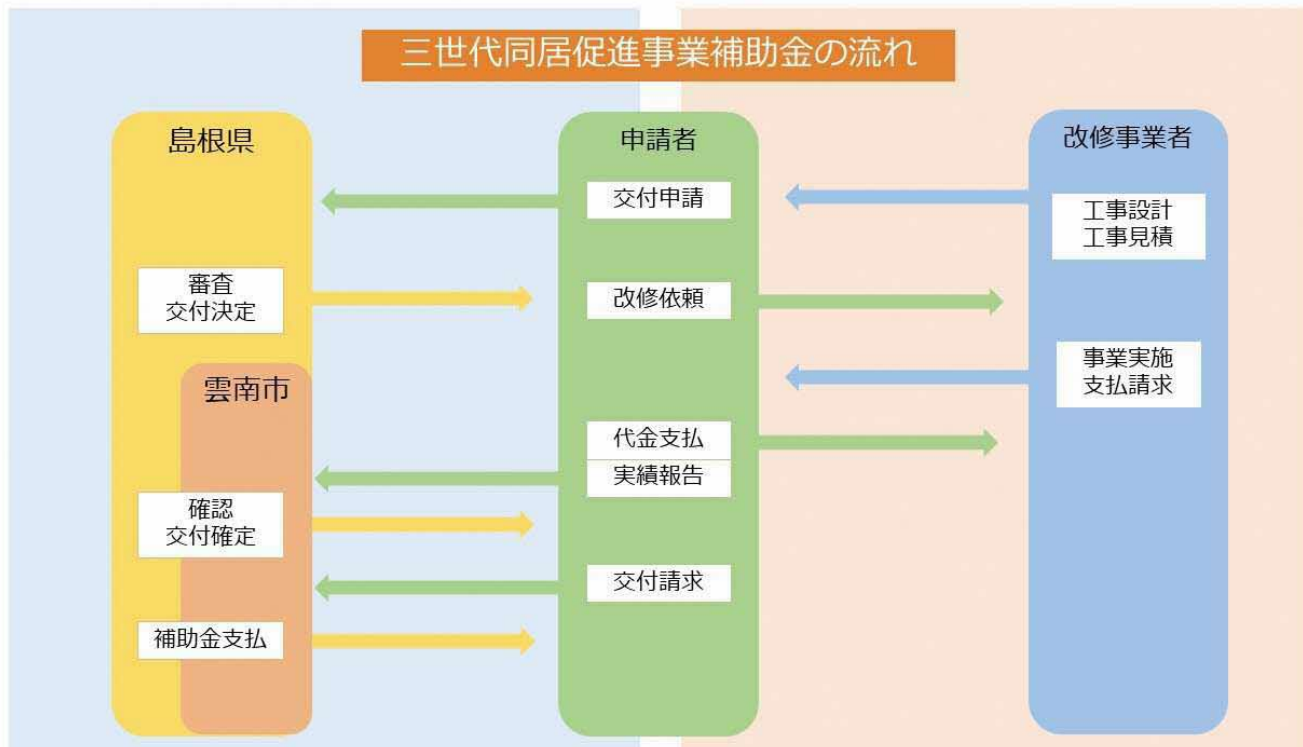 三世代同居促進事業補助金の流れ
島根県
申請者
改修事業者
交付申請
工事設計
工事見積
審査
交付決定
改修依頼
事業実施
支払請求
雲南市
代金支払
実績報告
確認
交付確定
交付請求
補助金支払